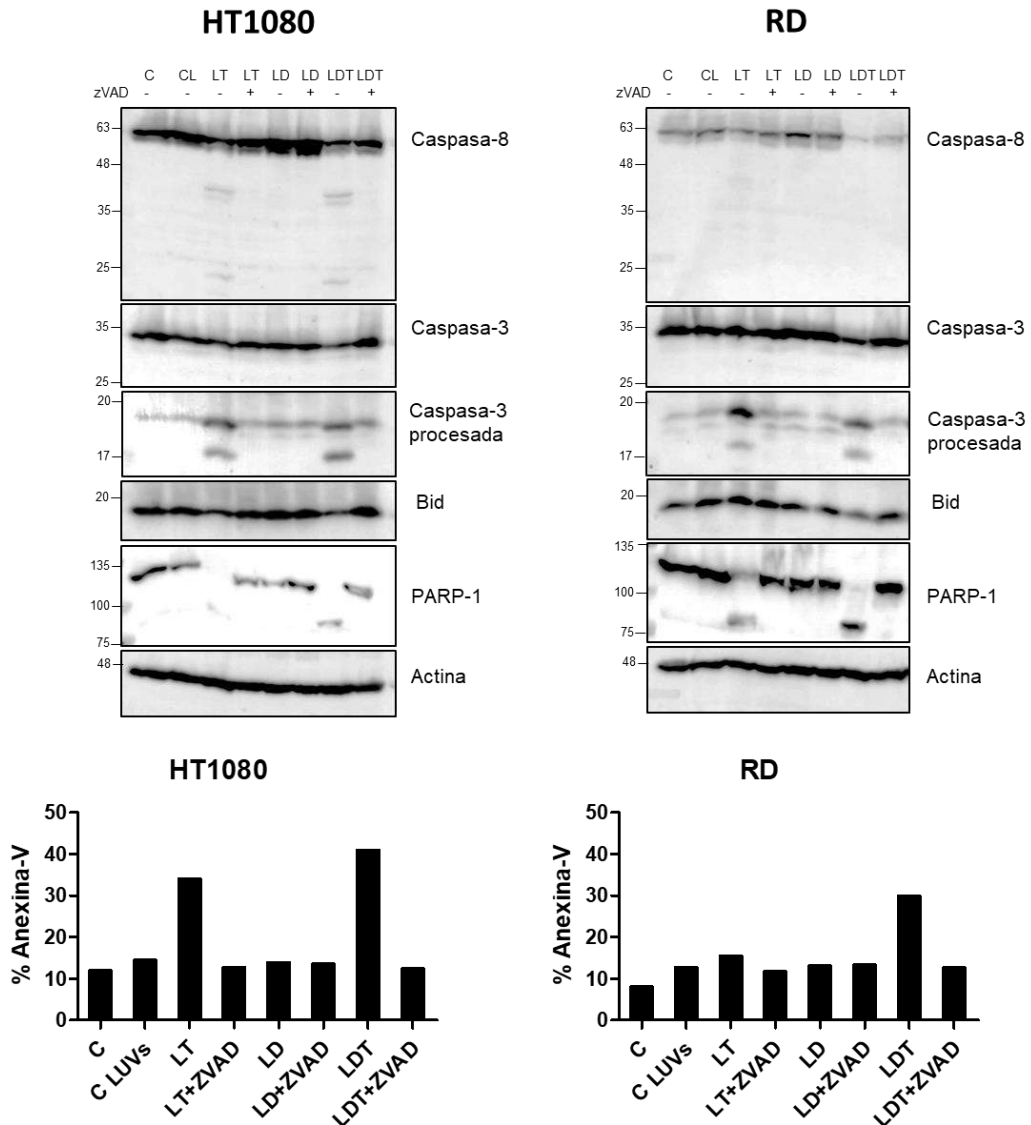 HT1080
C CL LT LT LD LD LDT LDT
zVAD - - - + - + - +
63
48
35
25
Caspasa-8
35
25
Caspasa-3
20
17
Caspasa-3
procesada
20
Bid
135
100
75
PARP-1
48
Actina
RD
C CL LT LT LD LD LDT LDT
zVAD - - - + - + - +
63
48
35
25
Caspasa-8
35
25
Caspasa-3
20
17
Caspasa-3
procesada
20
Bid
135
100
75
PARP-1
48
Actina
HT1080
% Anexina-V
50
40
30
20
10
0
C
C LUVs
LT
LT+ZVAD
LD
LD+ZVAD
LDT
LDT+ZVAD
RD
% Anexina-V
50
40
30
20
10
0
C
C LUVs
LT
LT+ZVAD
LD
LD+ZVAD
LDT
LDT+ZVAD